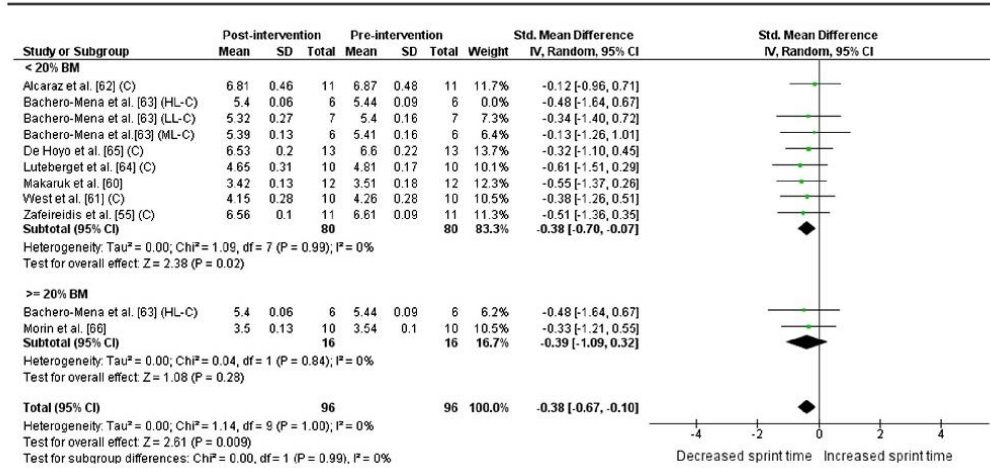 Post-intervention Pre-intervention Std. Mean Difference Std. Mean Difference
Study or Subgroup Mean SD Total Mean SD Total Weight IV, Random, 95% CI IV, Random, 95% CI
< 20% BM
Alcaraz et al. [62] (C) 6.81 0.46 11 6.87 0.48 11 11.7% -0.12 [-0.96, 0.71]
Bachero-Mena et al. [63] (HL-C) 5.4 0.06 6 5.44 0.09 6 0.0% -0.48 [-1.64, 0.67]
Bachero-Mena et al. [63] (LL-C) 5.32 0.27 7 5.4 0.16 7 7.3% -0.34 [-1.40, 0.72]
Bachero-Mena et al.[63] (ML-C) 5.39 0.13 6 5.41 0.16 6 6.4% -0.13 [-1.26, 1.01]
De Hoyo et al. [65] (C) 6.53 0.2 13 6.6 0.22 13 13.7% -0.32 [-1.10, 0.45]
Luteberget et al. [64] (C) 4.65 0.31 10 4.81 0.17 10 10.1% -0.61 [-1.51, 0.29]
Makaruk et al. [60] 3.42 0.13 12 3.51 0.18 12 12.3% -0.55 [-1.37, 0.26]
West et al. [61] (C) 4.15 0.28 10 4.26 0.28 10 10.5% -0.38 [-1.26, 0.51]
Zafeireidis et al. [55] (C) 6.56 0.1 11 6.61 0.09 11 11.3% -0.51 [-1.36, 0.35]
Subtotal (95% CI) 80 80 83.3% -0.38 [-0.70, -0.07]
Heterogeneity: Tau² = 0.00; Chi² = 1.09, df = 7 (P = 0.99); I² = 0%
Test for overall effect: Z = 2.38 (P = 0.02)
>= 20% BM
Bachero-Mena et al. [63] (HL-C) 5.4 0.06 6 5.44 0.09 6 6.2% -0.48 [-1.64, 0.67]
Morin et al. [66] 3.5 0.13 10 3.54 0.1 10 10.5% -0.33 [-1.21, 0.55]
Subtotal (95% CI) 16 16 16.7% -0.39 [-1.09, 0.32]
Heterogeneity: Tau² = 0.00; Chi² = 0.04, df = 1 (P = 0.84); I² = 0%
Test for overall effect: Z = 1.08 (P = 0.28)
Total (95% CI) 96 96 100.0% -0.38 [-0.67, -0.10]
Heterogeneity: Tau² = 0.00; Chi² = 1.14, df = 9 (P = 1.00); I² = 0%
Test for overall effect: Z = 2.61 (P = 0.009)
Test for subgroup differences: Chi² = 0.00, df = 1 (P = 0.99), I² = 0%
-4 -2 0 2 4
Decreased sprint time Increased sprint time